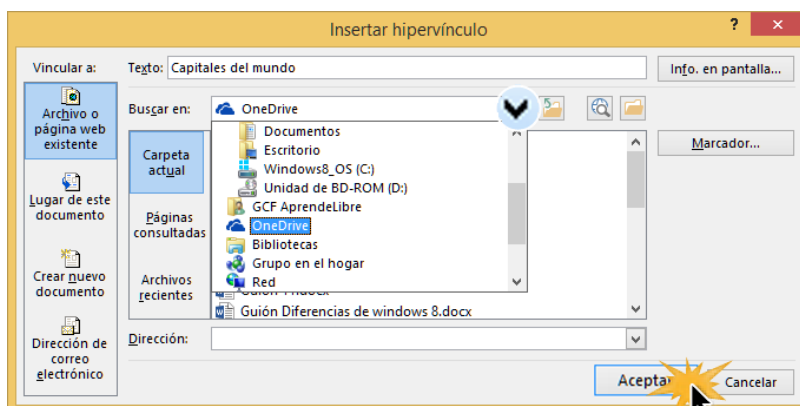 Insertar hipervínculo
?
×
Vincular a:
Texto: Capitales del mundo
Info. en pantalla...
Archivo o
página web
existente
Buscar en:
OneDrive
Documentos
Escritorio
Windows8_OS (C:)
Unidad de BD-ROM (D:)
GCF AprendeLibre
OneDrive
Bibliotecas
Grupo en el hogar
Red
Guión Diferencias de windows 8.docx
Carpeta
actual
Páginas
consultadas
Archivos
recientes
Marcador...
Lugar de este
documento
Crear nuevo
documento
Dirección de
correo
electrónico
Dirección:
Aceptar
Cancelar